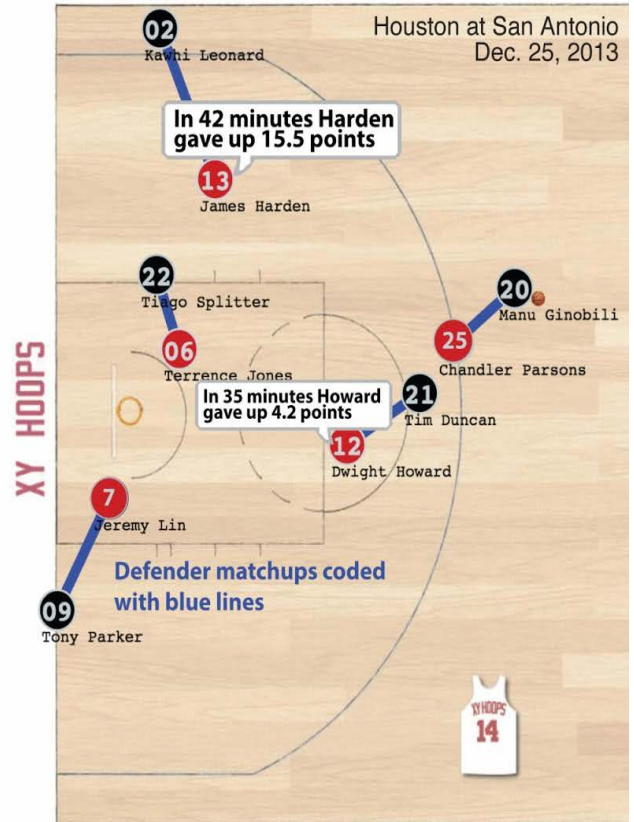 Houston at San Antonio
Dec. 25, 2013
02
Kawhi Leonard
In 42 minutes Harden
gave up 15.5 points
13
James Harden
22
Tiago Splitter
20
Manu Ginobili
06
Terrence Jones
25
Chandler Parsons
In 35 minutes Howard
gave up 4.2 points
21
Tim Duncan
12
Dwight Howard
XY HOOPS
7
Jeremy Lin
Defender matchups coded
with blue lines
09
Tony Parker
XY HOOPS
14